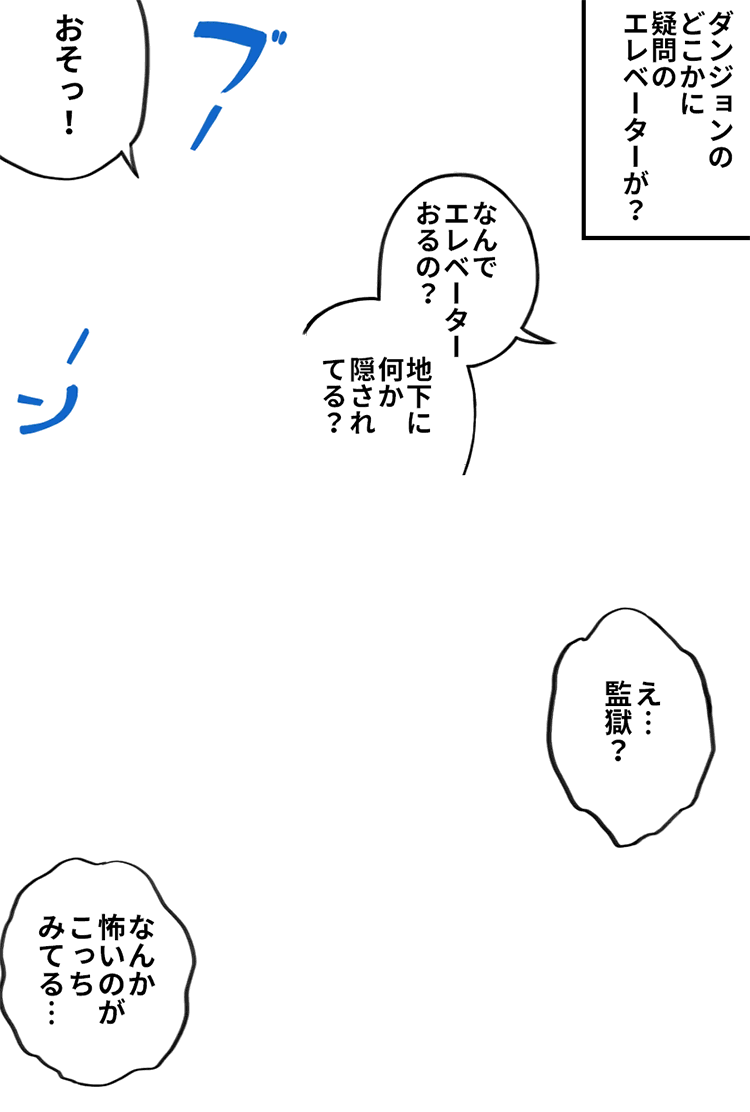 ダンジョンの
どこかに
疑問の
エレベーターが？
なんで
エレベーター
おるの？
地下に
何か
隠され
てる？
ブーン
おそっ！
え…
監獄？
なんか
怖いのが
こっち
みてる…